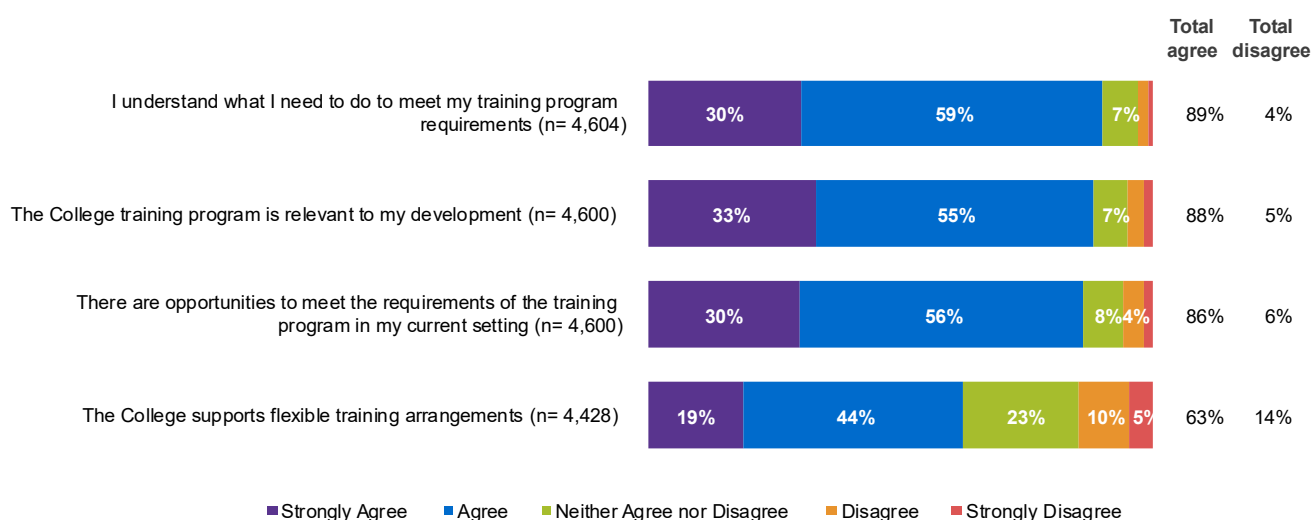 Total Total
agree disagree
I understand what I need to do to meet my training program
requirements (n= 4,604)
30% 59% 7% 89% 4%
The College training program is relevant to my development (n= 4,600)
33% 55% 7% 88% 5%
There are opportunities to meet the requirements of the training
program in my current setting (n= 4,600)
30% 56% 8% 4% 86% 6%
The College supports flexible training arrangements (n= 4,428)
19% 44% 23% 10% 5% 63% 14%
Strongly Agree Agree Neither Agree nor Disagree Disagree Strongly Disagree